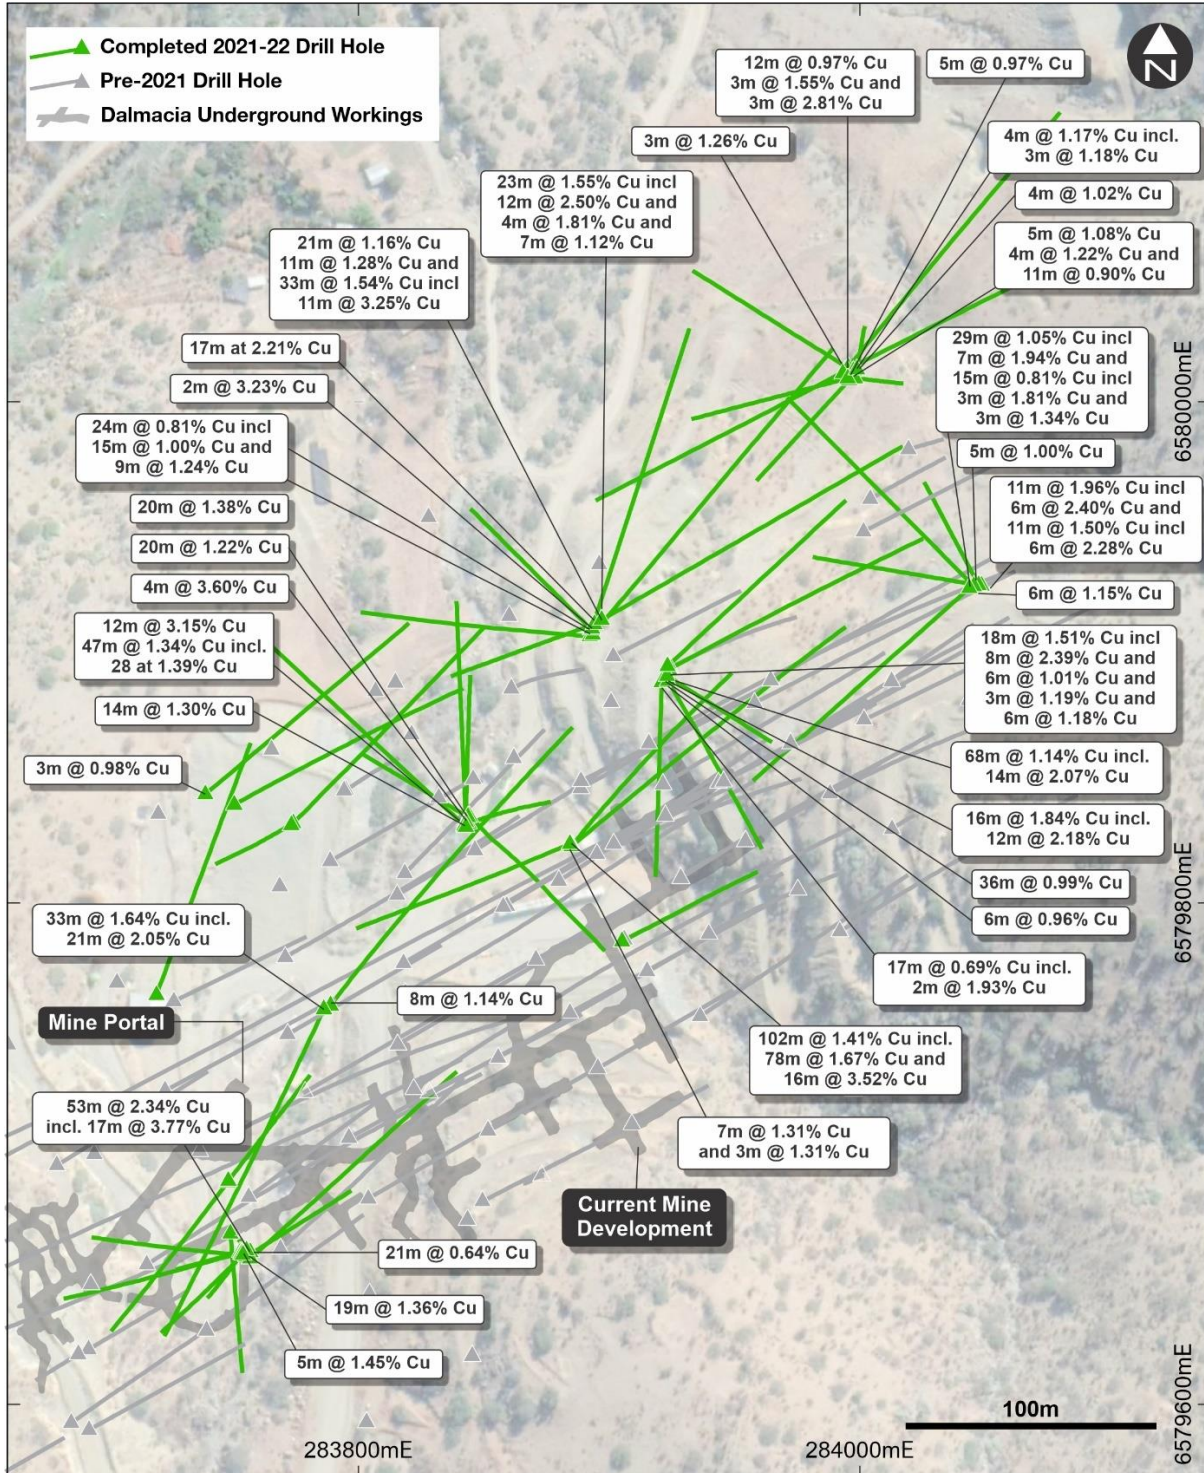 Completed 2021-22 Drill Hole
Pre-2021 Drill Hole
Dalmacia Underground Workings
N
12m @ 0.97% Cu
3m @ 1.55% Cu and
3m @ 2.81% Cu
5m @ 0.97% Cu
3m @ 1.26% Cu
4m @ 1.17% Cu incl.
3m @ 1.18% Cu
23m @ 1.55% Cu incl
12m @ 2.50% Cu and
4m @ 1.81% Cu and
7m @ 1.12% Cu
4m @ 1.02% Cu
21m @ 1.16% Cu
11m @ 1.28% Cu and
33m @ 1.54% Cu incl
11m @ 3.25% Cu
5m @ 1.08% Cu
4m @ 1.22% Cu and
11m @ 0.90% Cu
17m at 2.21% Cu
29m @ 1.05% Cu incl
7m @ 1.94% Cu and
15m @ 0.81% Cu incl
3m @ 1.81% Cu and
3m @ 1.34% Cu
2m @ 3.23% Cu
6580000mE
24m @ 0.81% Cu incl
15m @ 1.00% Cu and
9m @ 1.24% Cu
5m @ 1.00% Cu
20m @ 1.38% Cu
11m @ 1.96% Cu incl
6m @ 2.40% Cu and
11m @ 1.50% Cu incl
6m @ 2.28% Cu
20m @ 1.22% Cu
4m @ 3.60% Cu
6m @ 1.15% Cu
12m @ 3.15% Cu
47m @ 1.34% Cu incl.
28 at 1.39% Cu
18m @ 1.51% Cu incl
8m @ 2.39% Cu and
6m @ 1.01% Cu and
3m @ 1.19% Cu and
6m @ 1.18% Cu
14m @ 1.30% Cu
3m @ 0.98% Cu
68m @ 1.14% Cu incl.
14m @ 2.07% Cu
16m @ 1.84% Cu incl.
12m @ 2.18% Cu
36m @ 0.99% Cu
6579800mE
33m @ 1.64% Cu incl.
21m @ 2.05% Cu
6m @ 0.96% Cu
17m @ 0.69% Cu incl.
2m @ 1.93% Cu
8m @ 1.14% Cu
Mine Portal
102m @ 1.41% Cu incl.
78m @ 1.67% Cu and
16m @ 3.52% Cu
53m @ 2.34% Cu
incl. 17m @ 3.77% Cu
7m @ 1.31% Cu
and 3m @ 1.31% Cu
Current Mine
Development
21m @ 0.64% Cu
19m @ 1.36% Cu
5m @ 1.45% Cu
6579600mE
100m
283800mE
284000mE